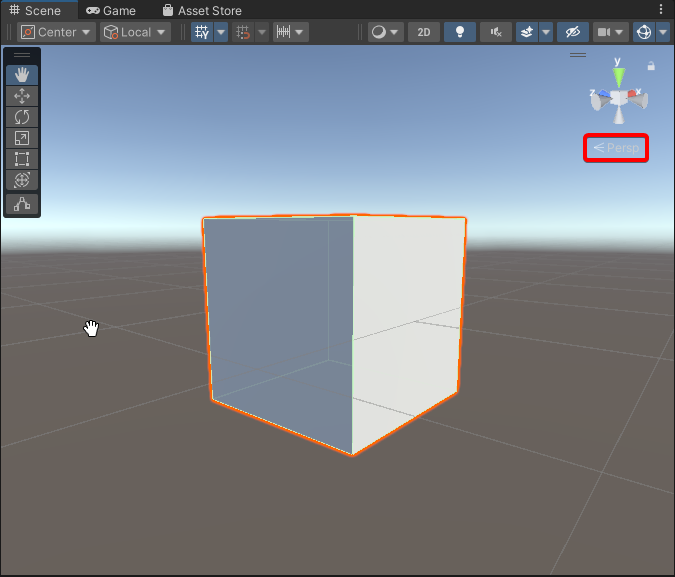 Scene Game Asset Store
Center Local 2D
y
z x
Persp